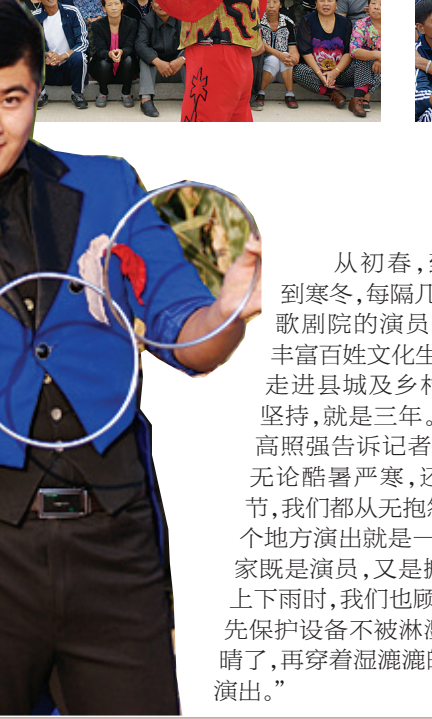 从初春，
到寒冬，每隔几
歌剧院的演员
丰富百姓文化生
走进县城及乡村
坚持，就是三年。
高照强告诉记者
无论酷暑严寒，还
节，我们都从无抱怨
个地方演出就是一
家既是演员，又是搬
上下雨时，我们也顾
先保护设备不被淋湿
晴了，再穿着湿漉漉的
演出。”